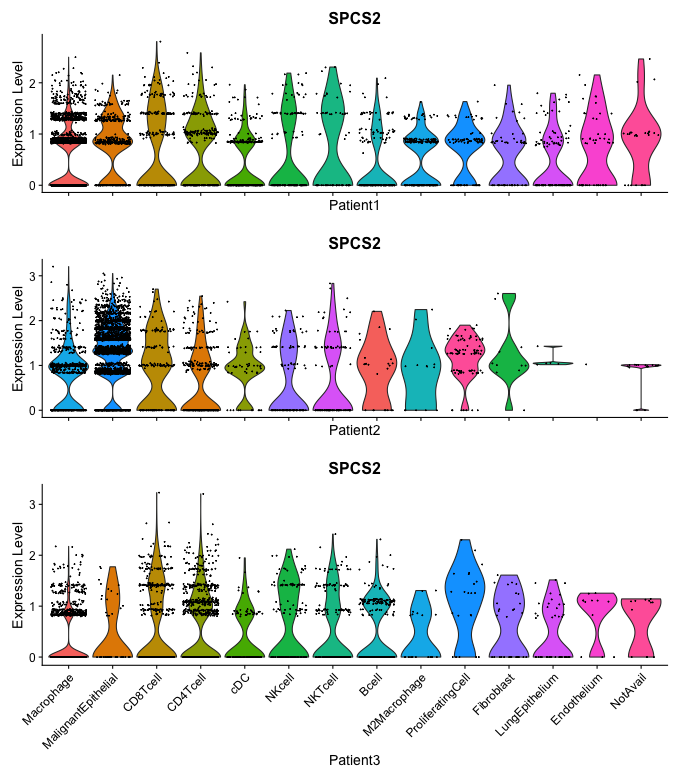 SPCS2
Expression Level
2
1
0
Patient1
SPCS2
Expression Level
3
2
1
0
Patient2
SPCS2
Expression Level
3
2
1
0
Macrophage
MalignantEpithelial
CD8Tcell
CD4Tcell
cDC
NKcell
NKTcell
Bcell
M2Macrophage
ProliferatingCell
Fibroblast
LungEpithelium
Endothelium
NotAvail
Patient3